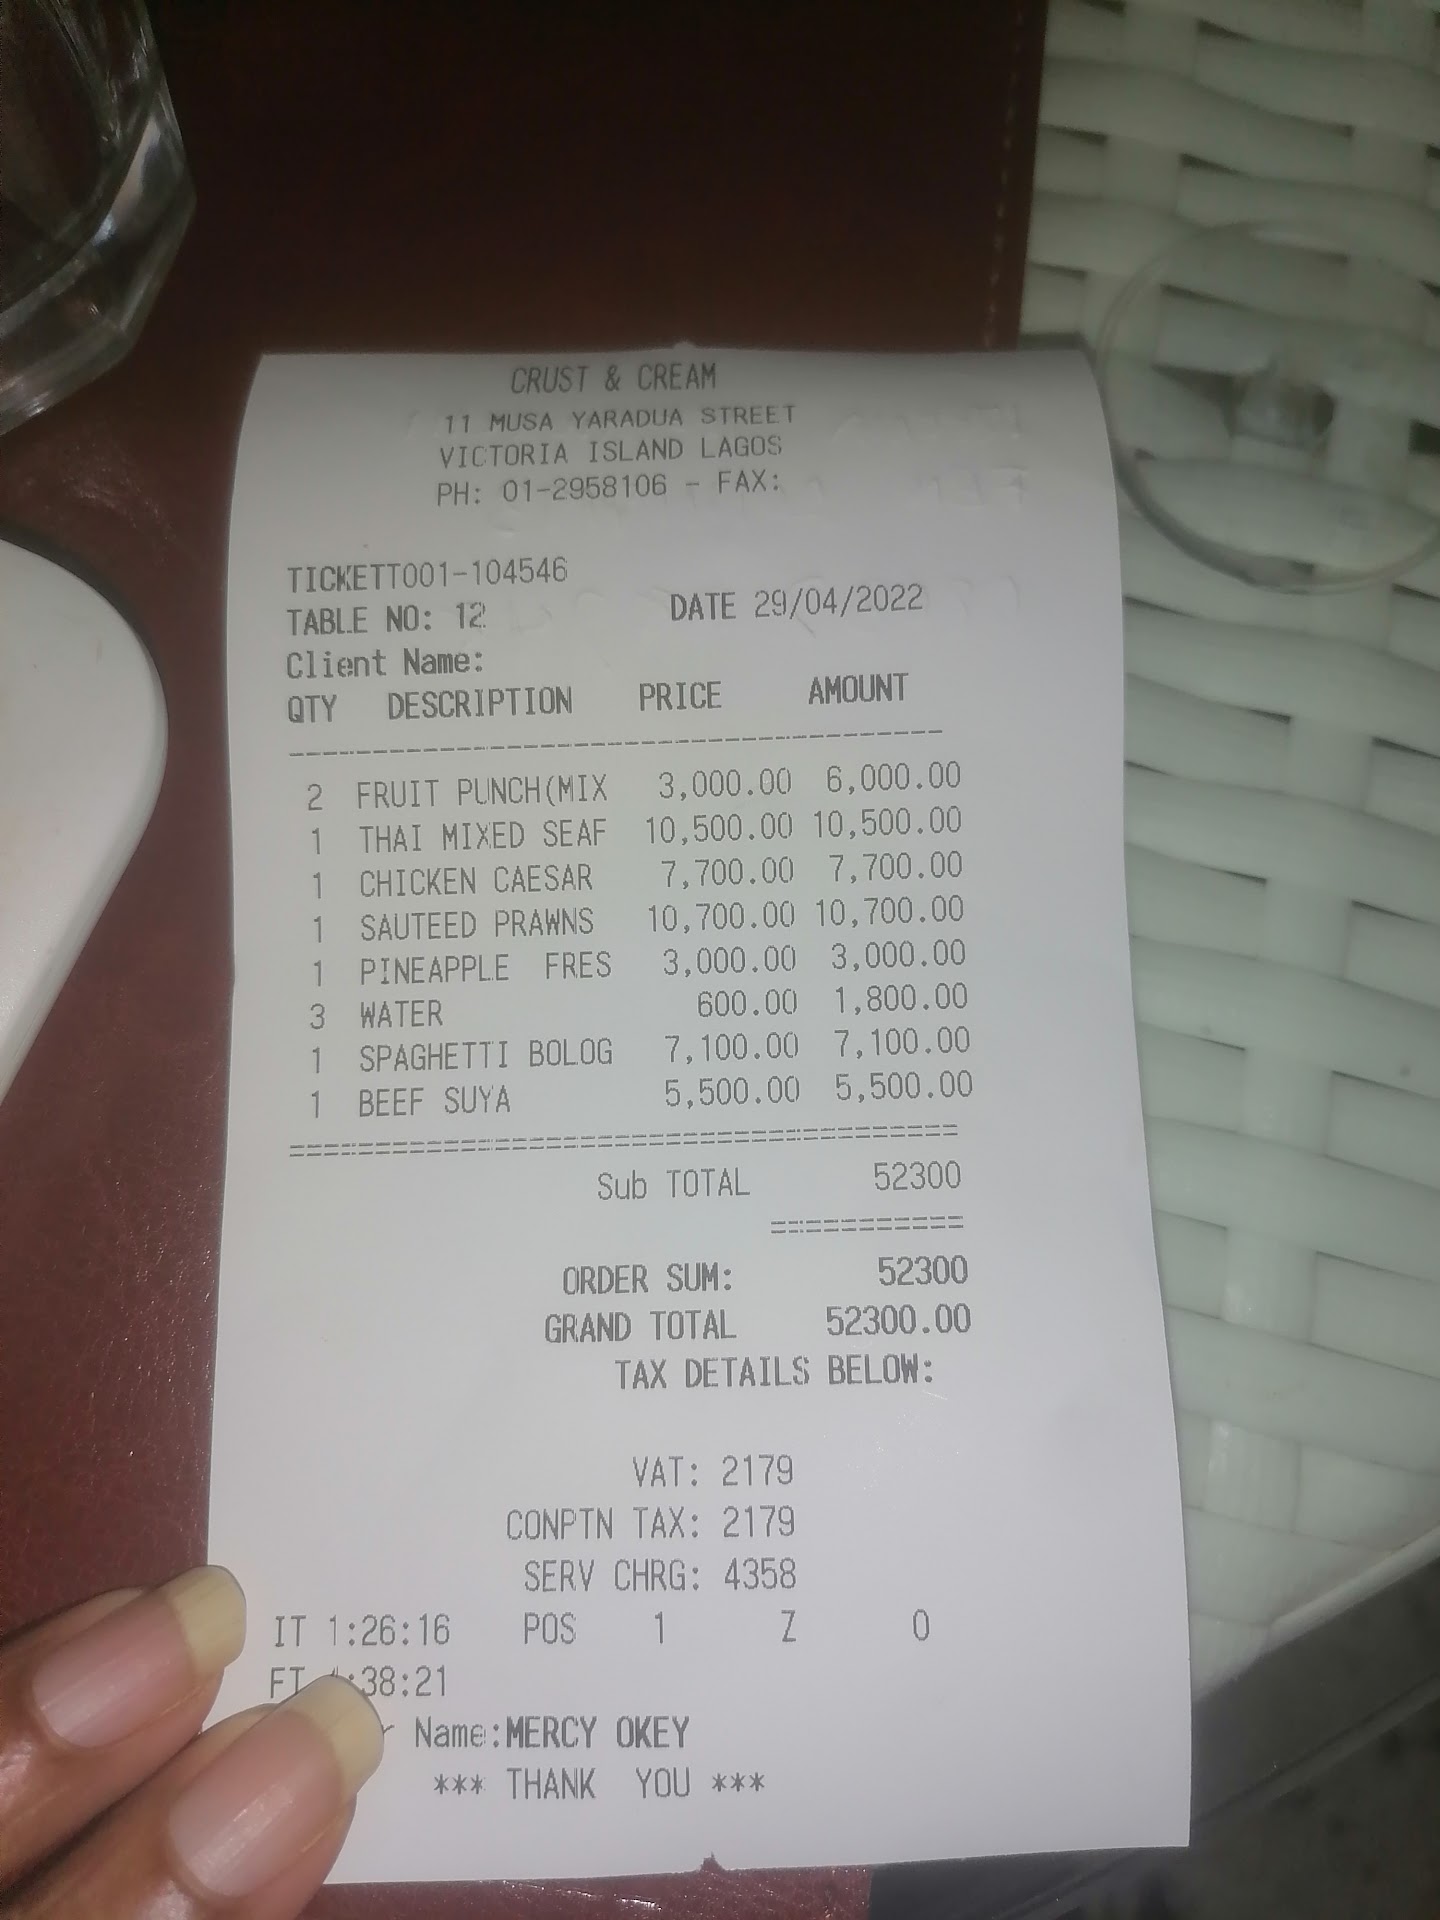 CRUST & CREAM
11 MUSA YARADUA STREET
VICTORIA ISLAND LAGOS
PH: 01-2958106 - FAX:
TICKETT001-104546
TABLE NO: 12 DATE 29/04/2022
Client Name:
QTY DESCRIPTION PRICE AMOUNT
2 FRUIT PUNCH(MIX 3,000.00 6,000.00
1 THAI MIXED SEAF 10,500.00 10,500.00
1 CHICKEN CAESAR 7,700.00 7,700.00
1 SAUTEED PRAWNS 10,700.00 10,700.00
1 PINEAPPLE FRES 3,000.00 3,000.00
3 WATER 600.00 1,800.00
1 SPAGHETTI BOLOG 7,100.00 7,100.00
1 BEEF SUYA 5,500.00 5,500.00
Sub TOTAL 52300
ORDER SUM: 52300
GRAND TOTAL 52300.00
TAX DETAILS BELOW:
VAT: 2179
CONPTN TAX: 2179
SERV CHRG: 4358
IT 1:26:16 POS 1 Z 0
FT :38:21
Name:MERCY OKEY
*** THANK YOU ***